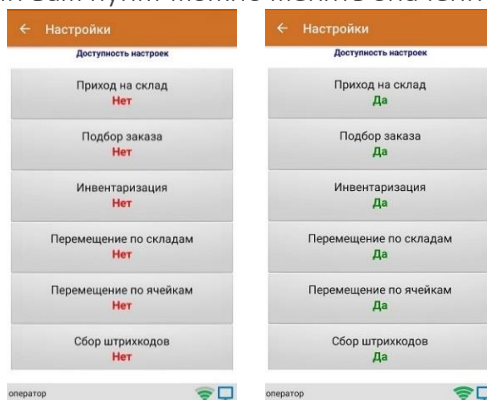 ← Настройки
Доступность настроек
Приход на склад
Нет
Подбор заказа
Нет
Инвентаризация
Нет
Перемещение по складам
Нет
Перемещение по ячейкам
Нет
Сбор штрихкодов
Нет
оператор
← Настройки
Доступность настроек
Приход на склад
Да
Подбор заказа
Да
Инвентаризация
Да
Перемещение по складам
Да
Перемещение по ячейкам
Да
Сбор штрихкодов
Да
оператор